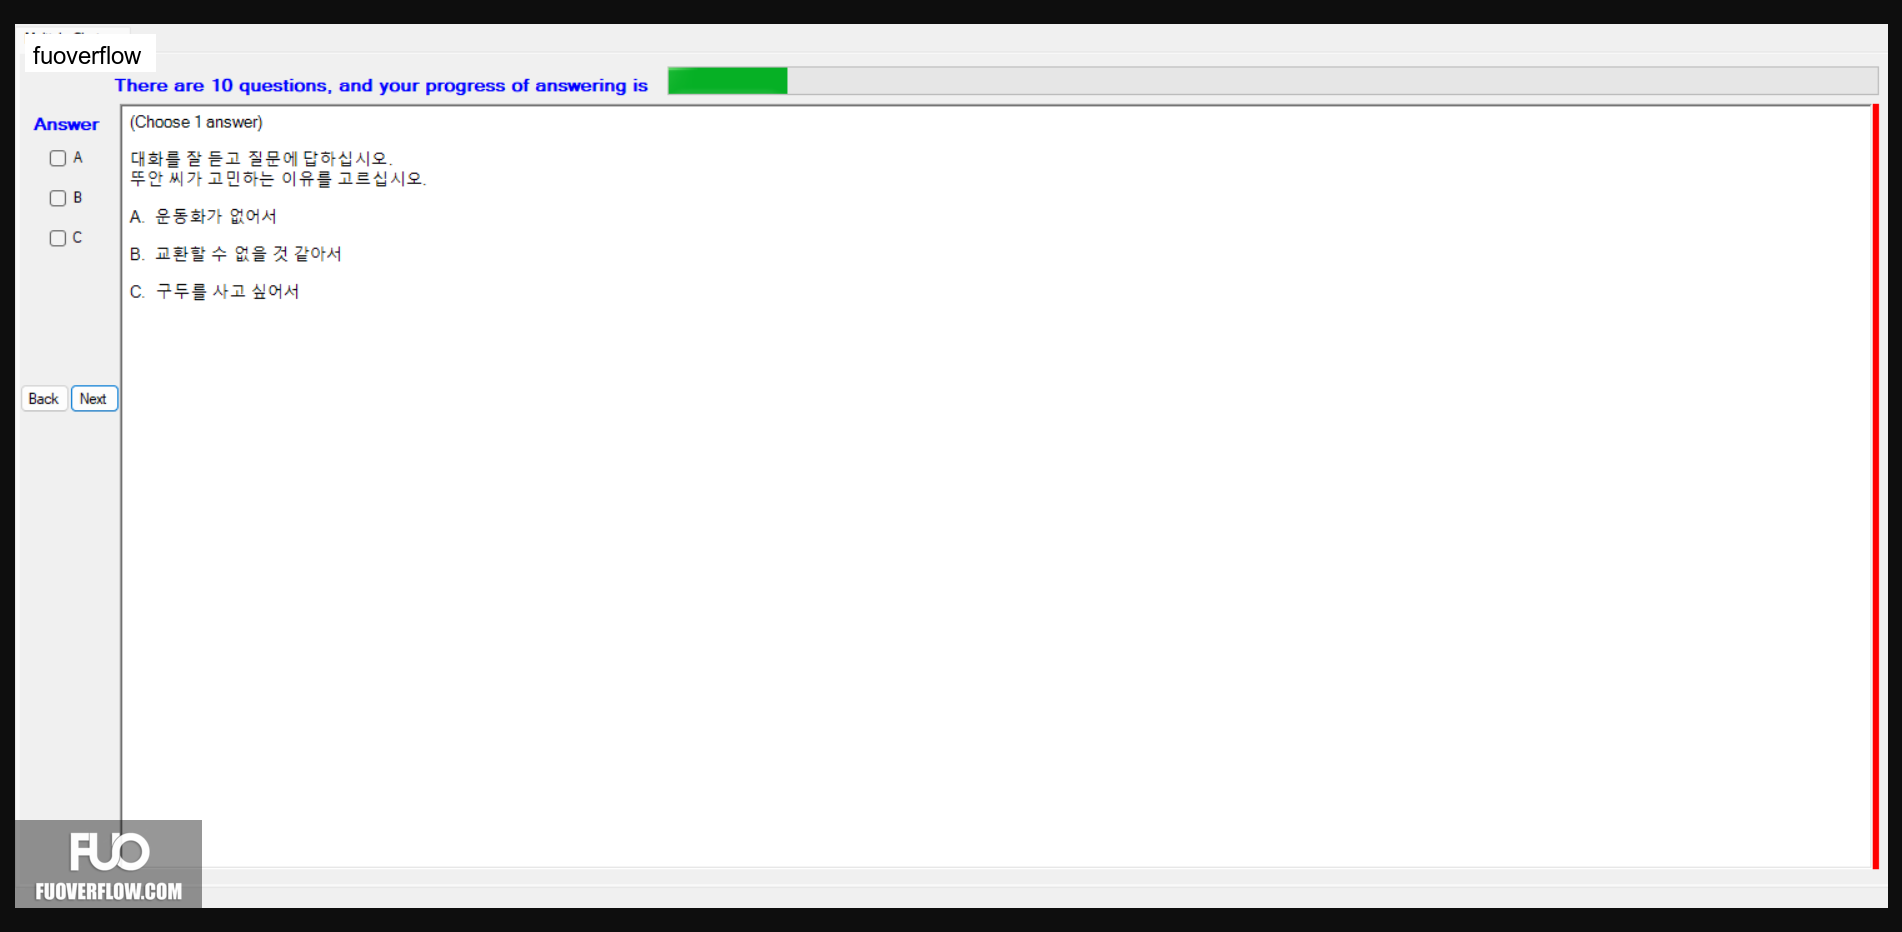 fuoverflow
There are 10 questions, and your progress of answering is
Answer
(Choose 1 answer)
A
대화를 잘 듣고 질문에 답하십시오.
뚜안 씨가 고민하는 이유를 고르십시오.
B
A. 운동화가 없어서
C
B. 교환할 수 없을 것 같아서
C. 구두를 사고 싶어서
Back
Next
FUO
FUOVERFLOW.COM